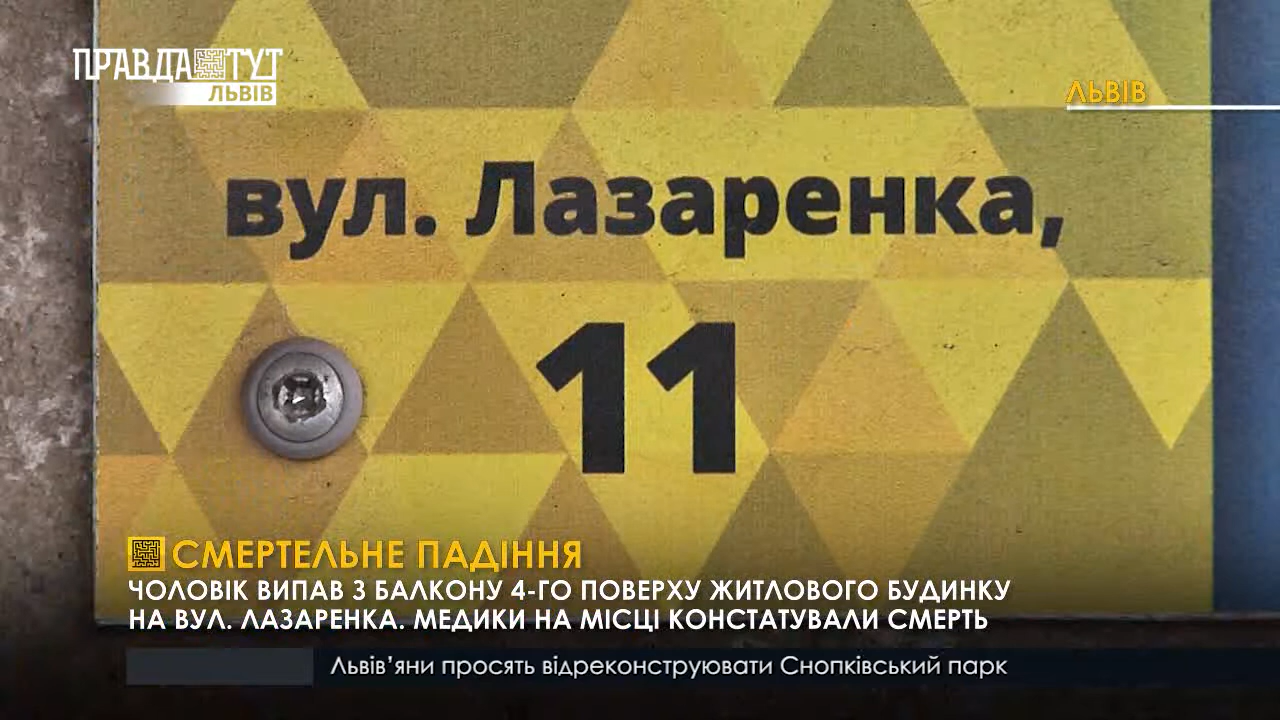 ПРАВДА ТУТ
ЛЬВІВ
ЛЬВІВ
вул. Лазаренка,
11
СМЕРТЕЛЬНЕ ПАДІННЯ
ЧОЛОВІК ВИПАВ З БАЛКОНУ 4-ГО ПОВЕРХУ ЖИТЛОВОГО БУДИНКУ
НА ВУЛ. ЛАЗАРЕНКА. МЕДИКИ НА МІСЦІ КОНСТАТУВАЛИ СМЕРТЬ
Львів’яни просять відреконструювати Снопківський парк